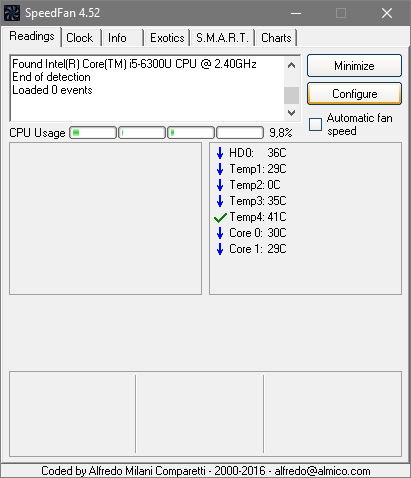 SpeedFan 4.52
Readings Clock Info Exotics S.M.A.R.T. Charts
Found Intel(R) Core(TM) i5-6300U CPU @ 2.40GHz
End of detection
Loaded 0 events
Minimize
Configure
Automatic fan
speed
CPU Usage 9,8%
HD0: 36C
Temp1: 29C
Temp2: 0C
Temp3: 35C
Temp4: 41C
Core 0: 30C
Core 1: 29C
Coded by Alfredo Milani Comparetti - 2000-2016 - alfredo@almico.com